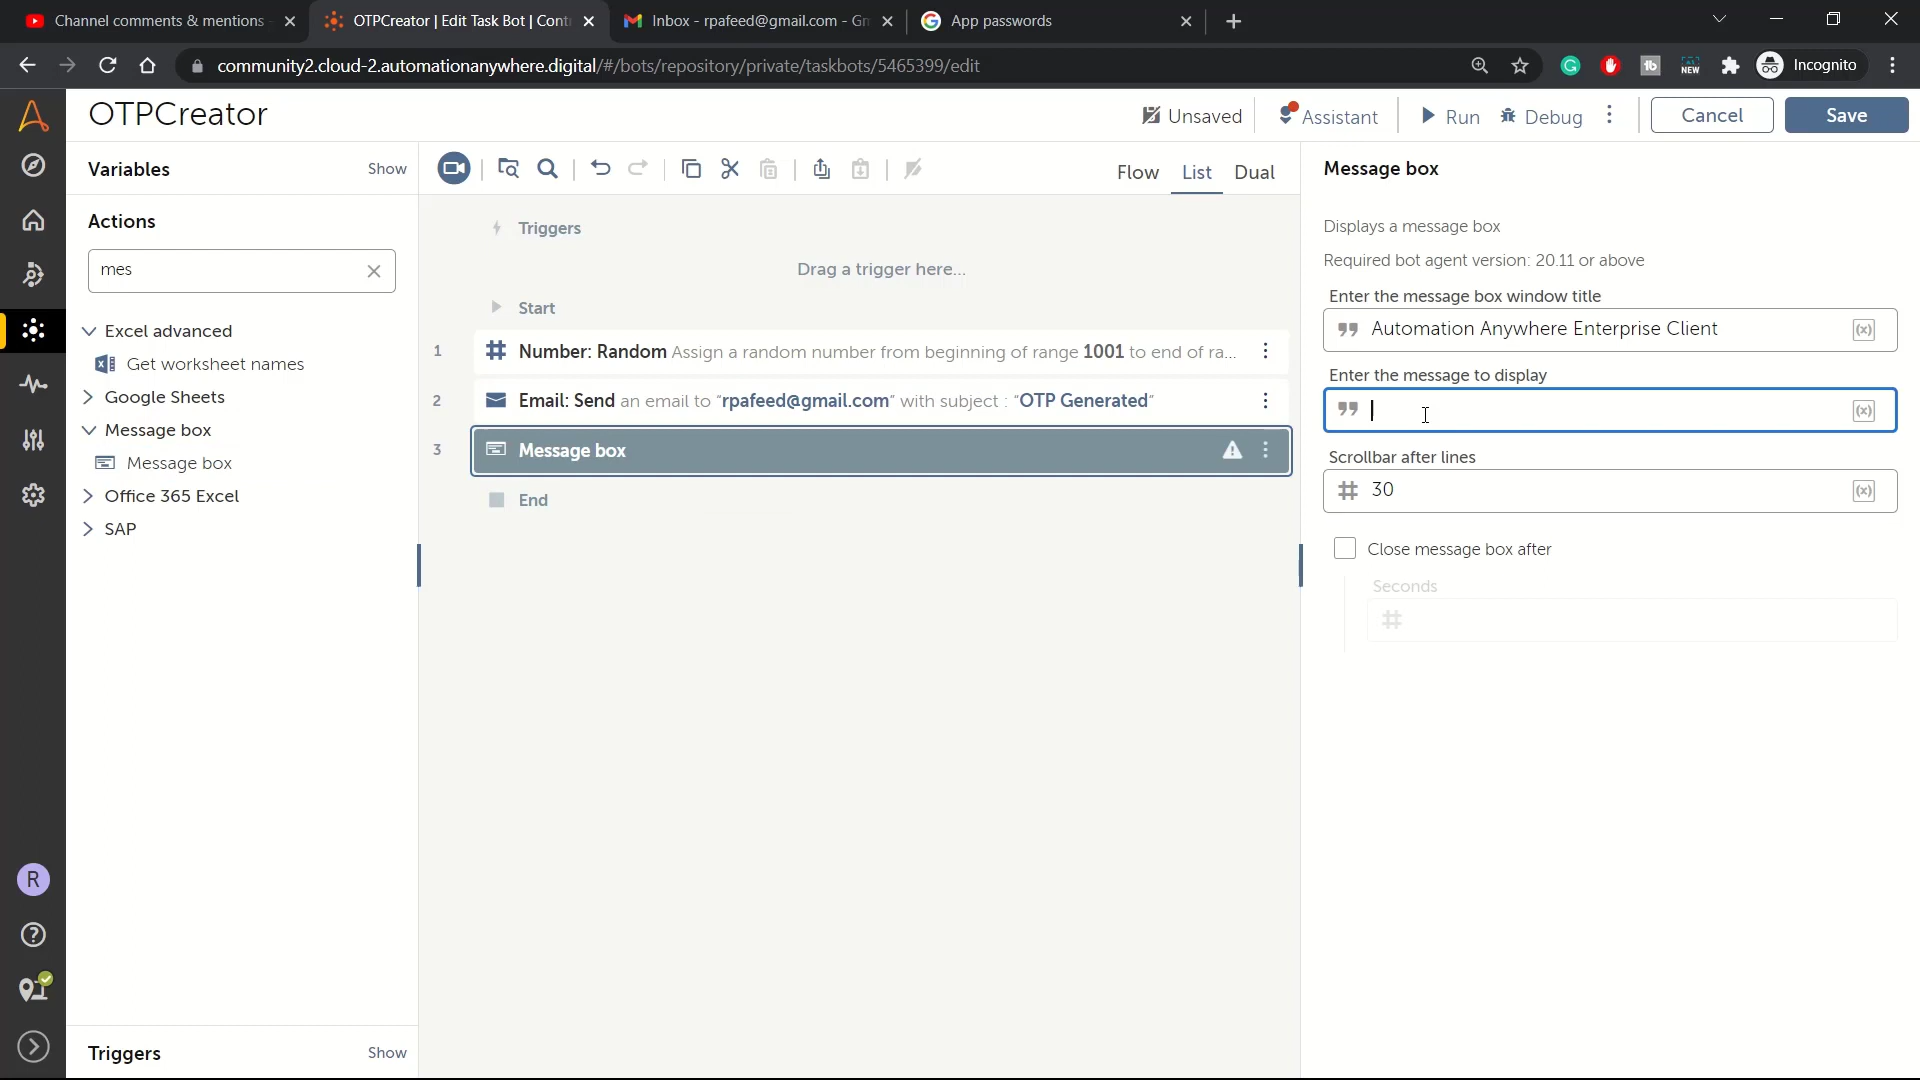 Channel comments & mentions
OTPCreator | Edit Task Bot | Cont
Inbox - rpafeed@gmail.com - Gm
App passwords
community2.cloud-2.automationanywhere.digital/#/bots/repository/private/taskbots/5465399/edit
NEW
Incognito
OTPCreator
Unsaved
Assistant
Run
Debug
Cancel
Save
Variables
Show
Flow
List
Dual
Message box
Actions
mes
Excel advanced
Get worksheet names
Google Sheets
Message box
Message box
Office 365 Excel
SAP
Triggers
Show
Triggers
Drag a trigger here...
Start
1
Number: Random Assign a random number from beginning of range 1001 to end of ra...
2
Email: Send an email to "rpafeed@gmail.com" with subject : "OTP Generated"
3
Message box
End
Displays a message box
Required bot agent version: 20.11 or above
Enter the message box window title
Automation Anywhere Enterprise Client
(x)
Enter the message to display
(x)
Scrollbar after lines
30
(x)
Close message box after
Seconds
R